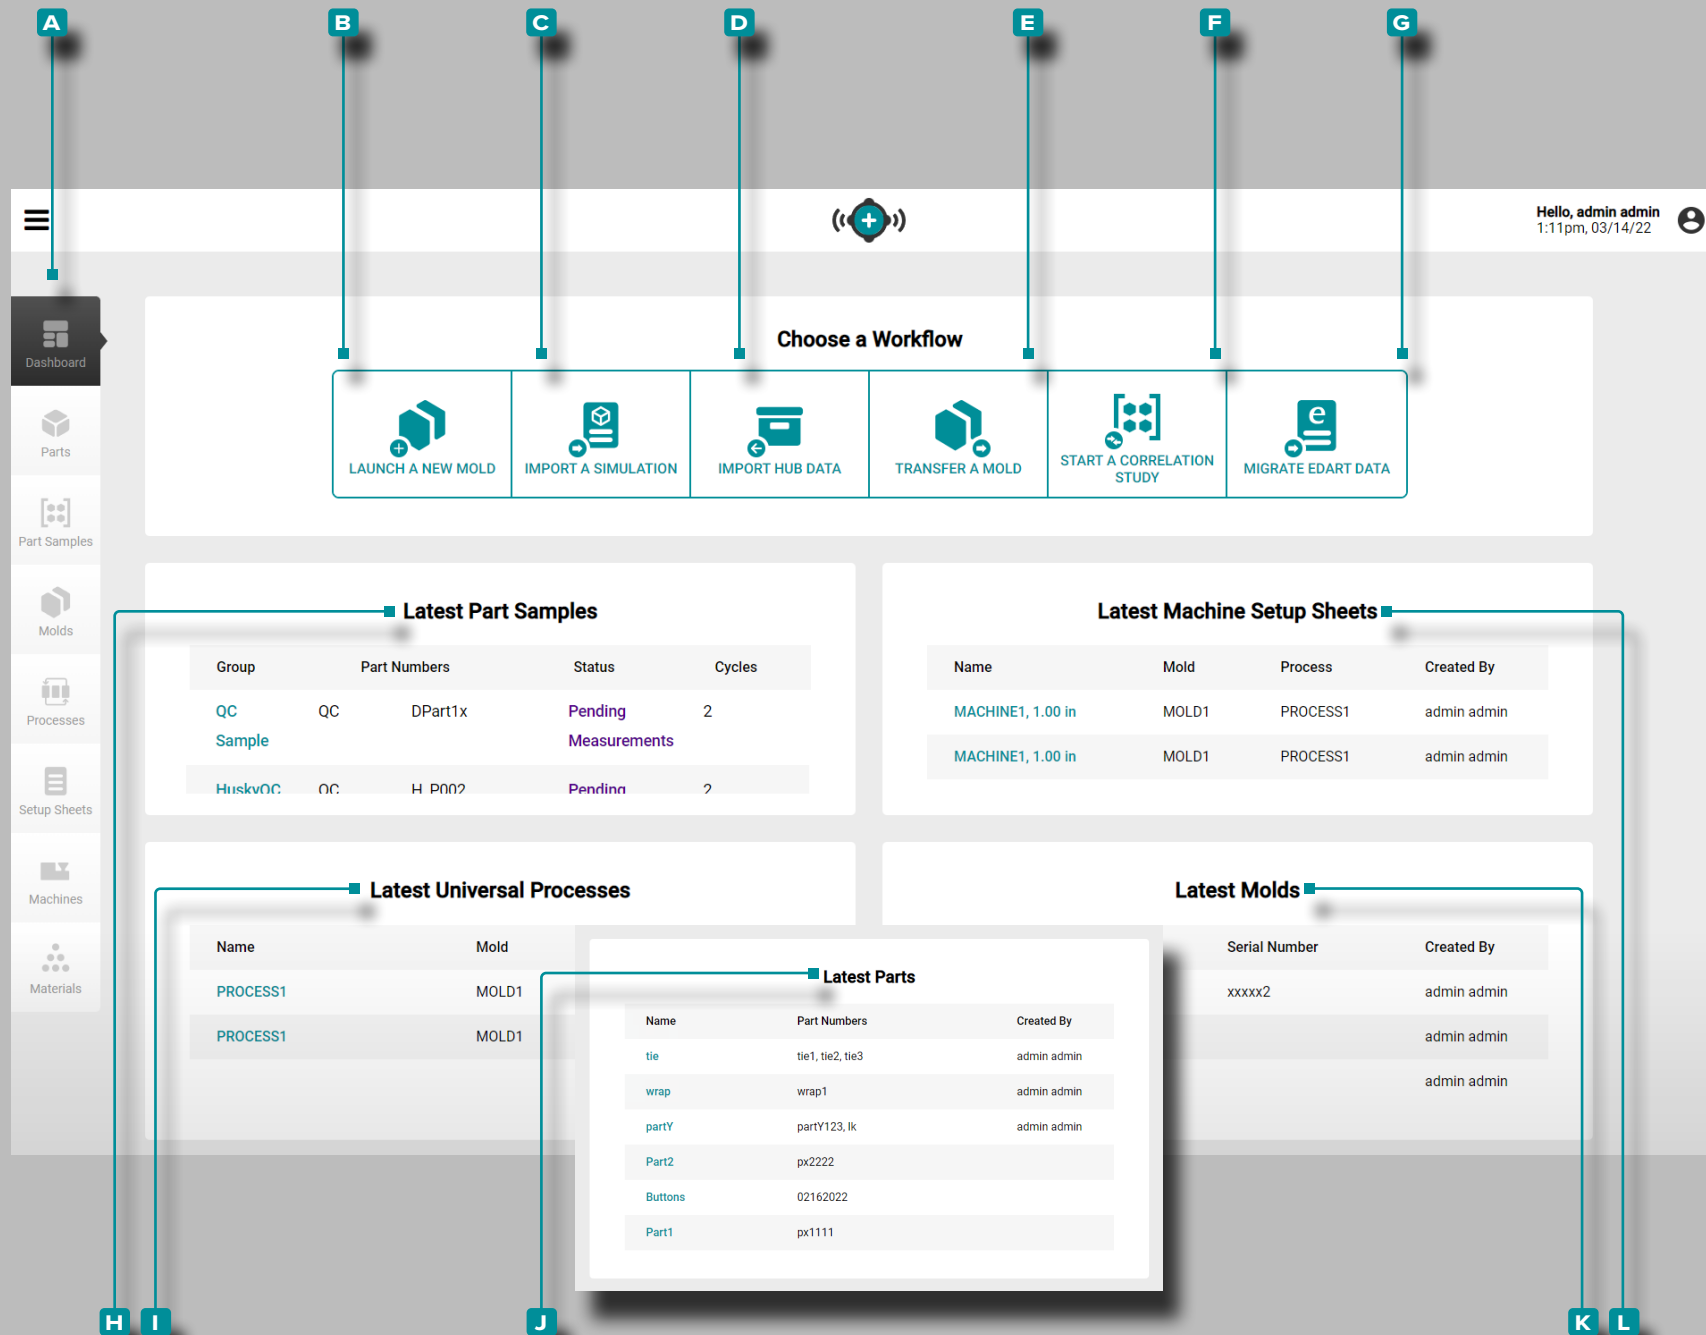 A B C D E F G
Hello, admin admin
1:11pm, 03/14/22
Dashboard
Parts
Part Samples
Molds
Processes
Setup Sheets
Machines
Materials
Choose a Workflow
LAUNCH A NEW MOLD
IMPORT A SIMULATION
IMPORT HUB DATA
TRANSFER A MOLD
START A CORRELATION
STUDY
e
MIGRATE EDART DATA
Latest Part Samples
Group Part Numbers Status Cycles
QC QC DPart1x Pending 2
Sample Measurements
HuskyQC QC H_P002 Pending 2
Latest Machine Setup Sheets
Name Mold Process Created By
MACHINE1, 1.00 in MOLD1 PROCESS1 admin admin
MACHINE1, 1.00 in MOLD1 PROCESS1 admin admin
Latest Universal Processes
Name Mold
PROCESS1 MOLD1
PROCESS1 MOLD1
Latest Molds
Serial Number Created By
xxxxx2 admin admin
admin admin
admin admin
Latest Parts
Name Part Numbers Created By
tie tie1, tie2, tie3 admin admin
wrap wrap1 admin admin
partY partY123, lk admin admin
Part2 px2222
Buttons 02162022
Part1 px1111
H I J K L